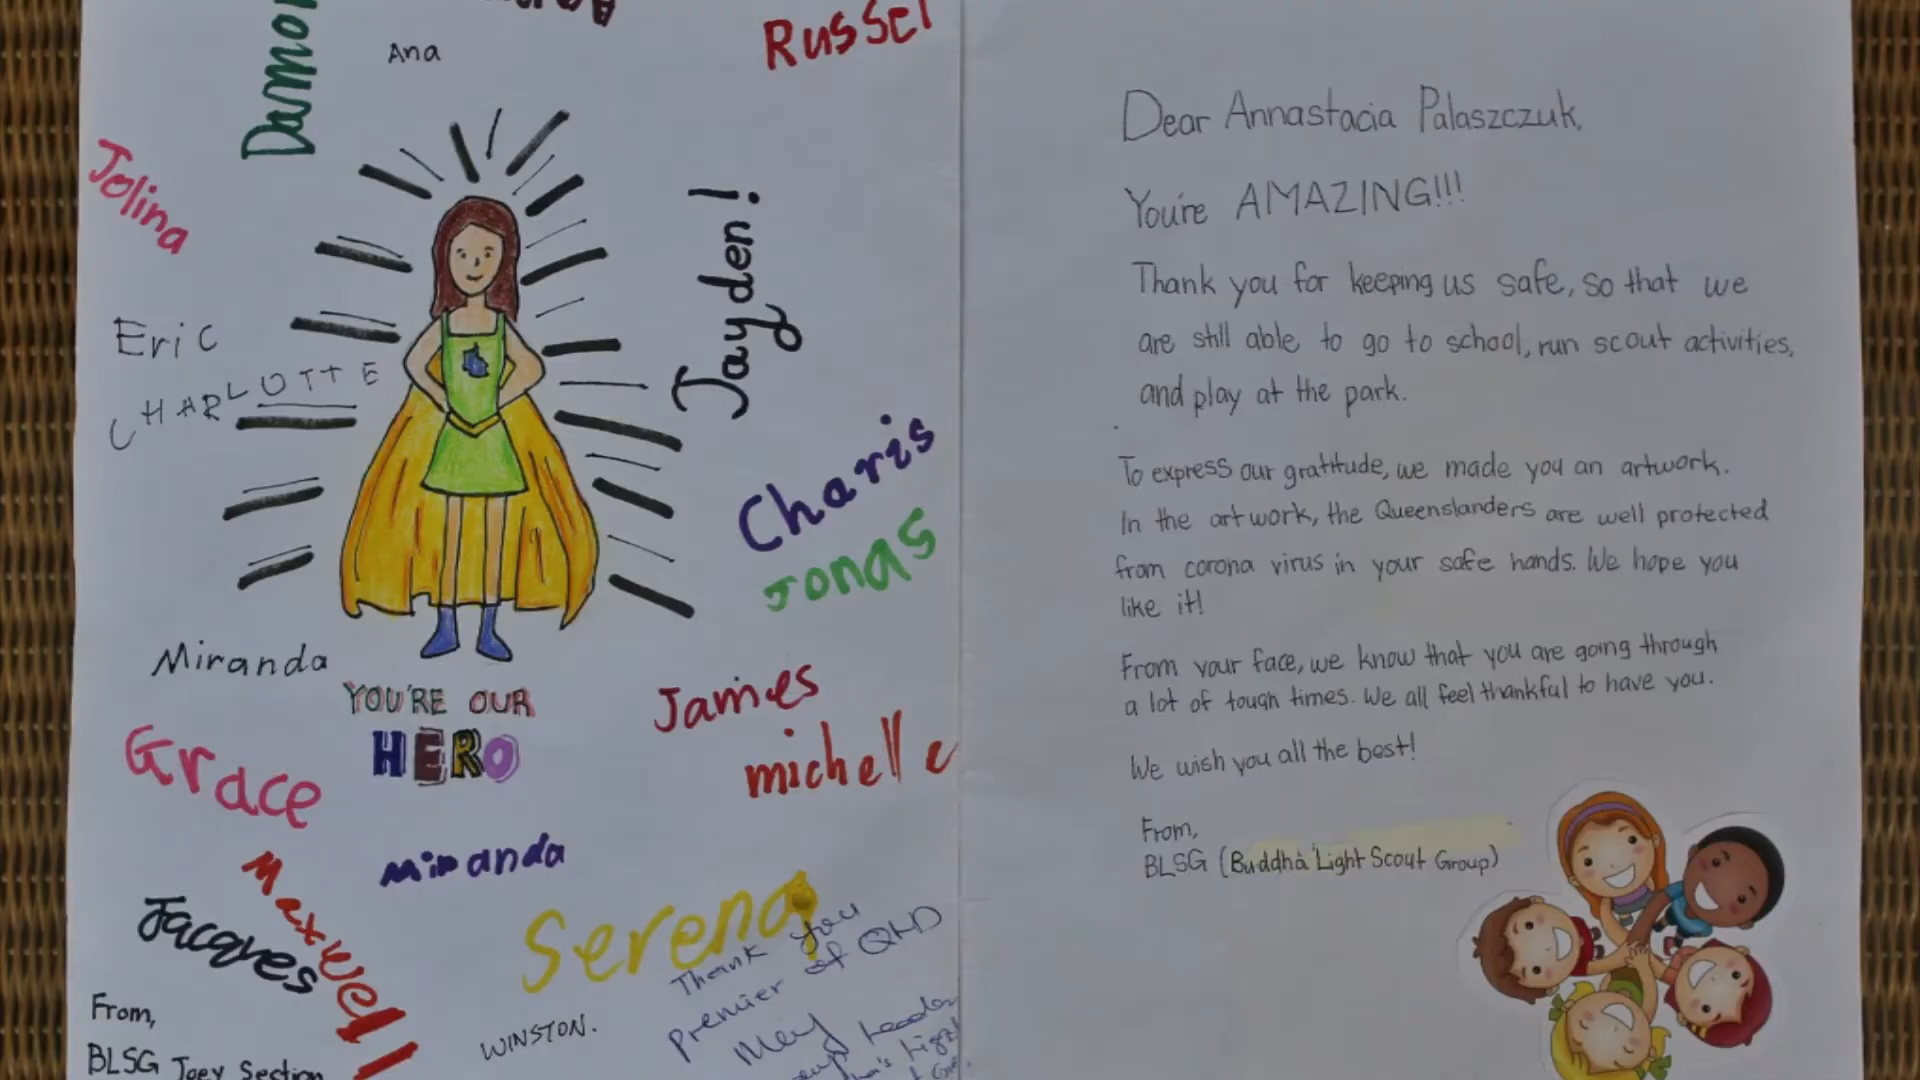 Ana
Russel
Jolina
Jayden!
Eric
CHARLOTTE
Charis
Jonas
Miranda
YOU'RE OUR
HERO
James
michelle
Grace
Miranda
Maxwell
Jacques
Serena
Thank you
Premier of QLD
WINSTON.
From,
BLSG Joey Section
Dear Annastacia Palaszczuk,
You're AMAZING!!!
Thank you for keeping us safe, so that we
are still able to go to school, run scout activities,
and play at the park.
To express our gratitude, we made you an artwork.
In the artwork, the Queenslanders are well protected
from corona virus in your safe hands. We hope you
like it!
From your face, we know that you are going through
a lot of tough times. We all feel thankful to have you.
We wish you all the best!
From,
BLSG (Buddha's Light Scout Group)